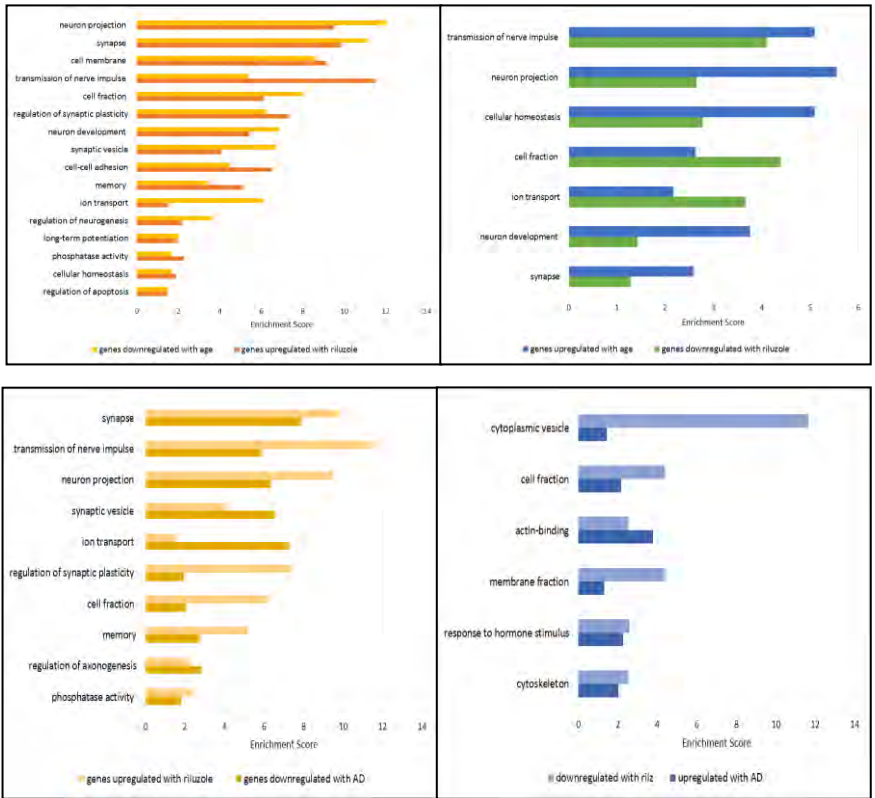 neuron projection
synapse
cell membrane
transmission of nerve impulse
cell fraction
regulation of synaptic plasticity
neuron development
synaptic vesicle
cell-cell adhesion
memory
ion transport
regulation of neurogenesis
long-term potentiation
phosphatase activity
cellular homeostasis
regulation of apoptosis
0 2 4 6 8 10 12 14
Enrichment Score
genes downregulated with age genes upregulated with riluzole
transmission of nerve impulse
neuron projection
cellular homeostasis
cell fraction
ion transport
neuron development
synapse
0 1 2 3 4 5 6
Enrichment Score
genes upregulated with age genes downregulated with riluzole
synapse
transmission of nerve impulse
neuron projection
synaptic vesicle
ion transport
regulation of synaptic plasticity
cell fraction
memory
regulation of axonogenesis
phosphatase activity
0 2 4 6 8 10 12 14
Enrichment Score
genes upregulated with riluzole genes downregulated with AD
cytoplasmic vesicle
cell fraction
actin-binding
membrane fraction
response to hormone stimulus
cytoskeleton
0 2 4 6 8 10 12 14
Enrichment Score
downregulated with rilz upregulated with AD